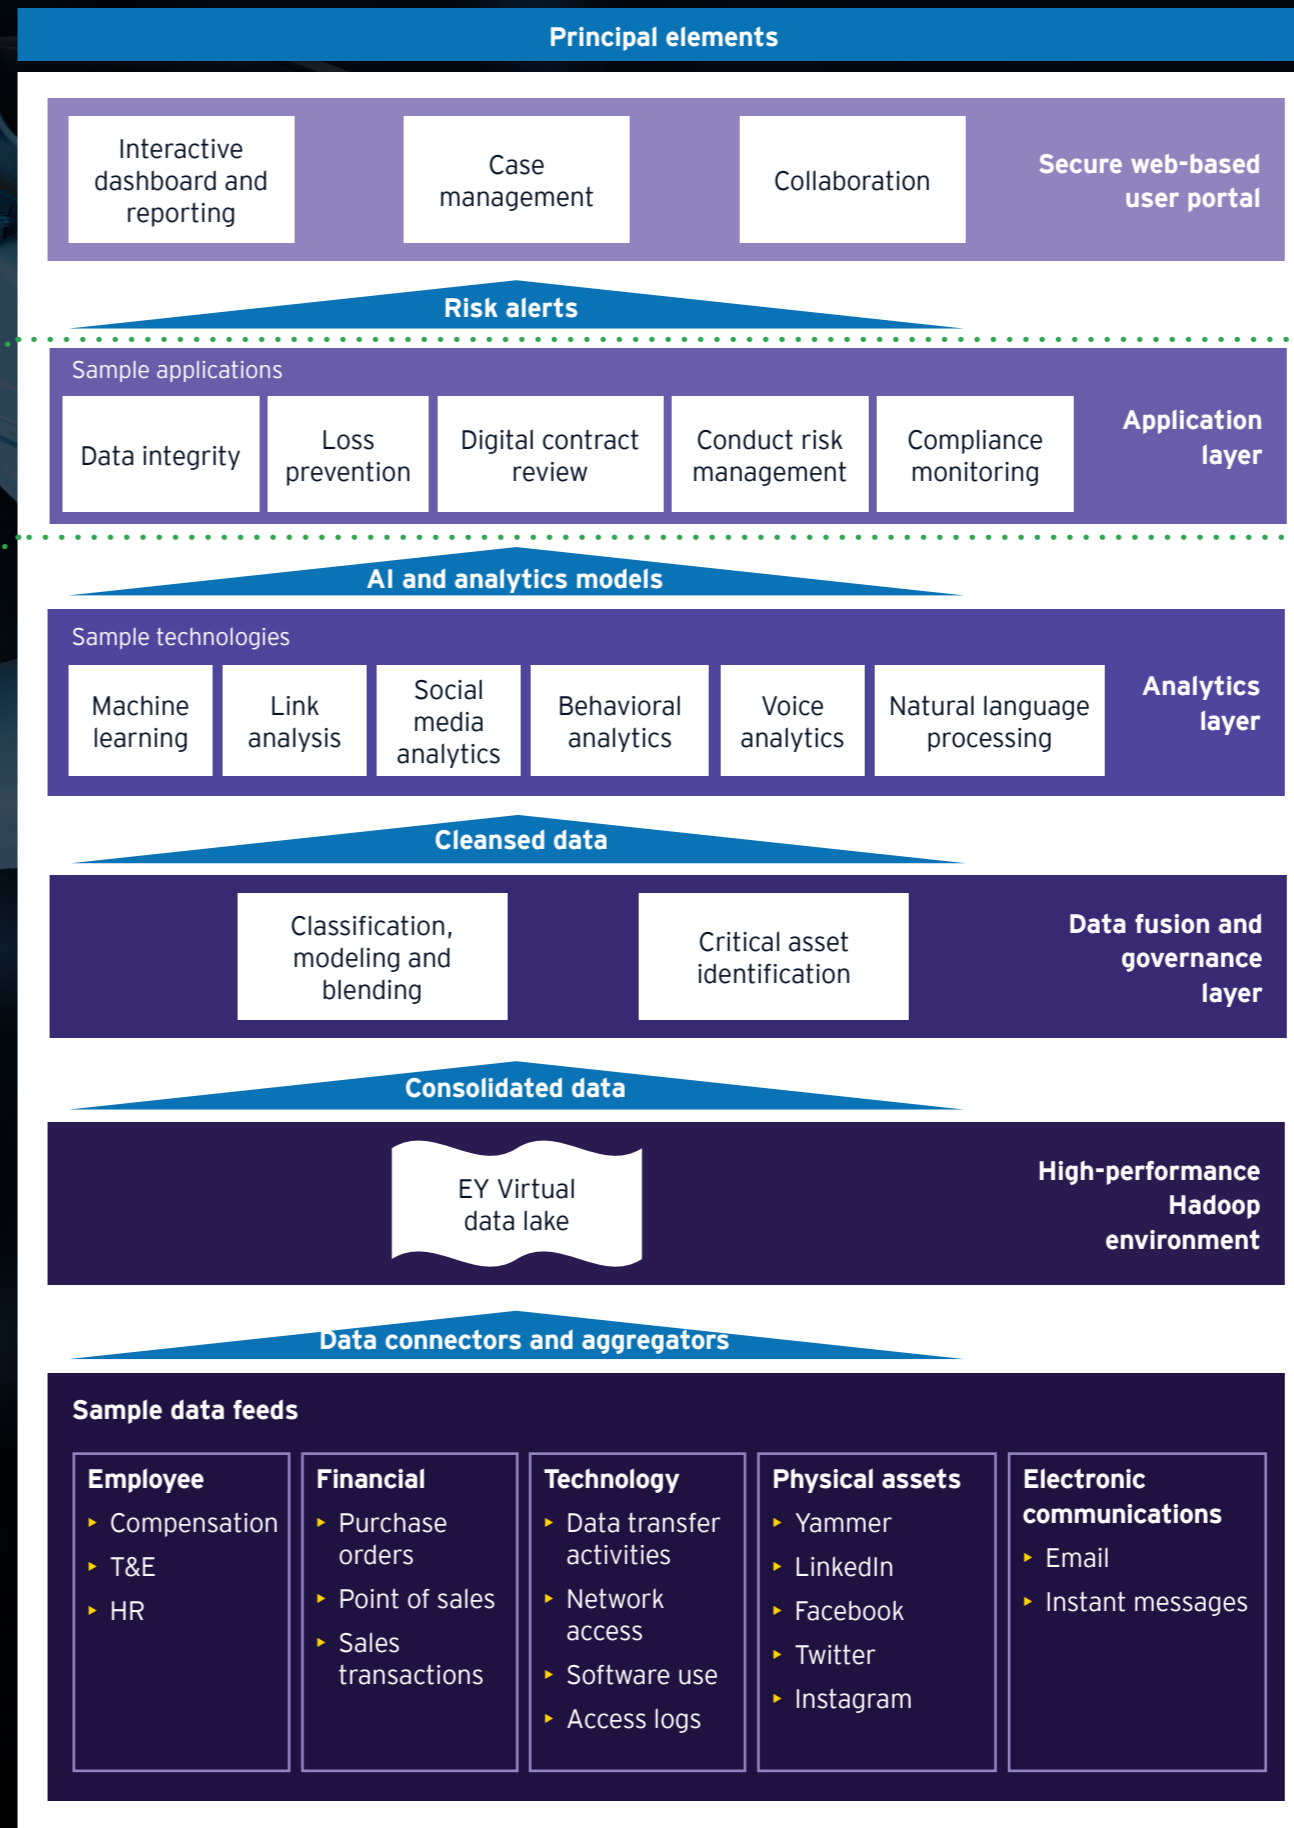 Principal elements
Interactive
dashboard and
reporting
Case
management
Collaboration
Secure web-based
user portal
Risk alerts
Sample applications
Data integrity
Loss
prevention
Digital contract
review
Conduct risk
management
Compliance
monitoring
Application
layer
AI and analytics models
Sample technologies
Machine
learning
Link
analysis
Social
media
analytics
Behavioral
analytics
Voice
analytics
Natural language
processing
Analytics
layer
Cleansed data
Classification,
modeling and
blending
Critical asset
identification
Data fusion and
governance
layer
Consolidated data
EY Virtual
data lake
High-performance
Hadoop
environment
Data connectors and aggregators
Sample data feeds
Employee
‣ Compensation
‣ T&E
‣ HR
Financial
‣ Purchase
orders
‣ Point of sales
‣ Sales
transactions
Technology
‣ Data transfer
activities
‣ Network
access
‣ Software use
‣ Access logs
Physical assets
‣ Yammer
‣ LinkedIn
‣ Facebook
‣ Twitter
‣ Instagram
Electronic
communications
‣ Email
‣ Instant messages